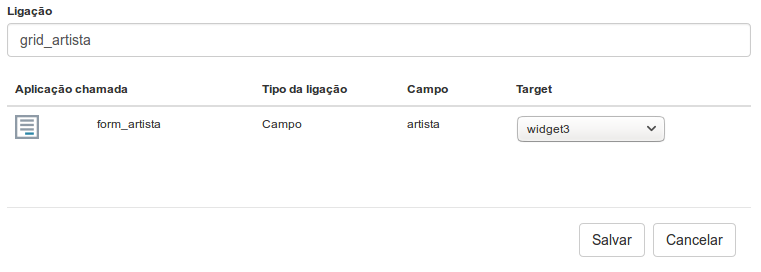 Ligação
grid_artista
Aplicação chamada Tipo da ligação Campo Target
form_artista Campo artista widget3
Salvar Cancelar